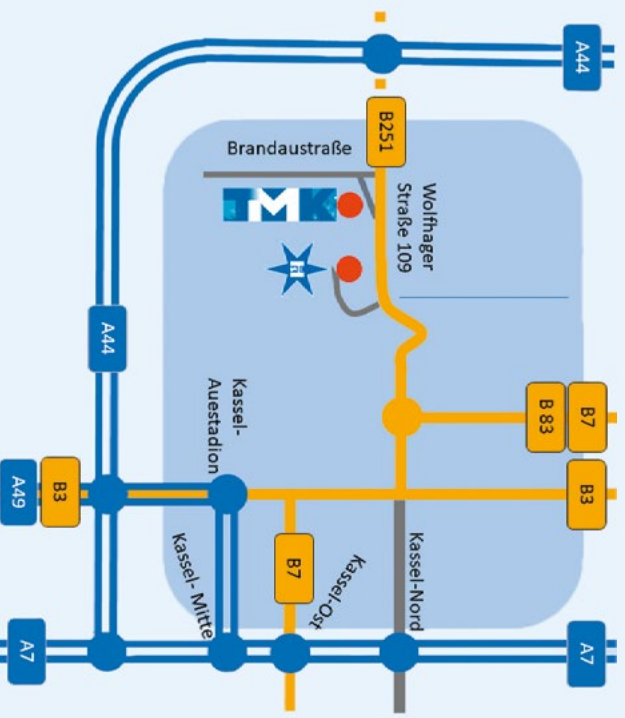 A44
B251
Brandaustraße
Wolfhager
Straße 109
TMK
A44
Kassel-
Auestadion
B 83
B7
B3
A49
B3
B7
Kassel-Ost
Kassel-Nord
Kassel- Mitte
A7
A7